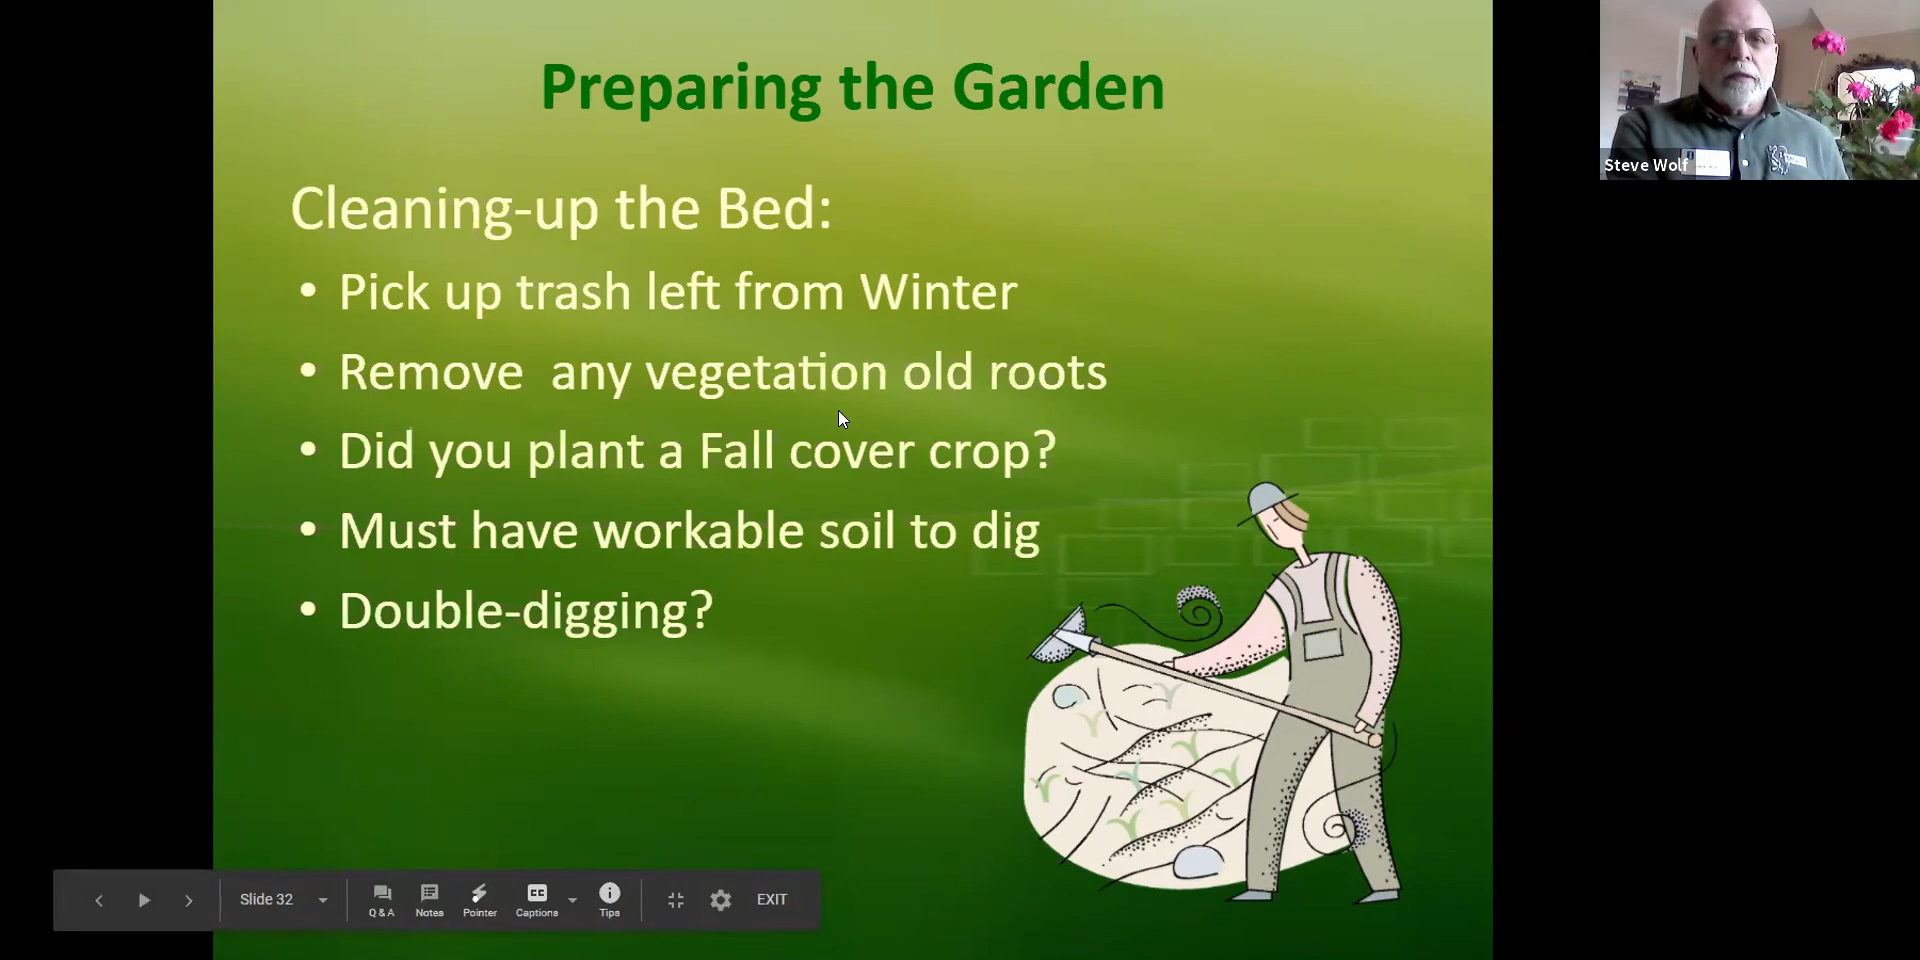 Preparing the Garden
Cleaning-up the Bed:
• Pick up trash left from Winter
• Remove  any vegetation old roots
• Did you plant a Fall cover crop?
• Must have workable soil to dig
• Double-digging?
Steve Wolf
Slide 32
Q & A
Notes
Pointer
CC
Captions
Tips
EXIT